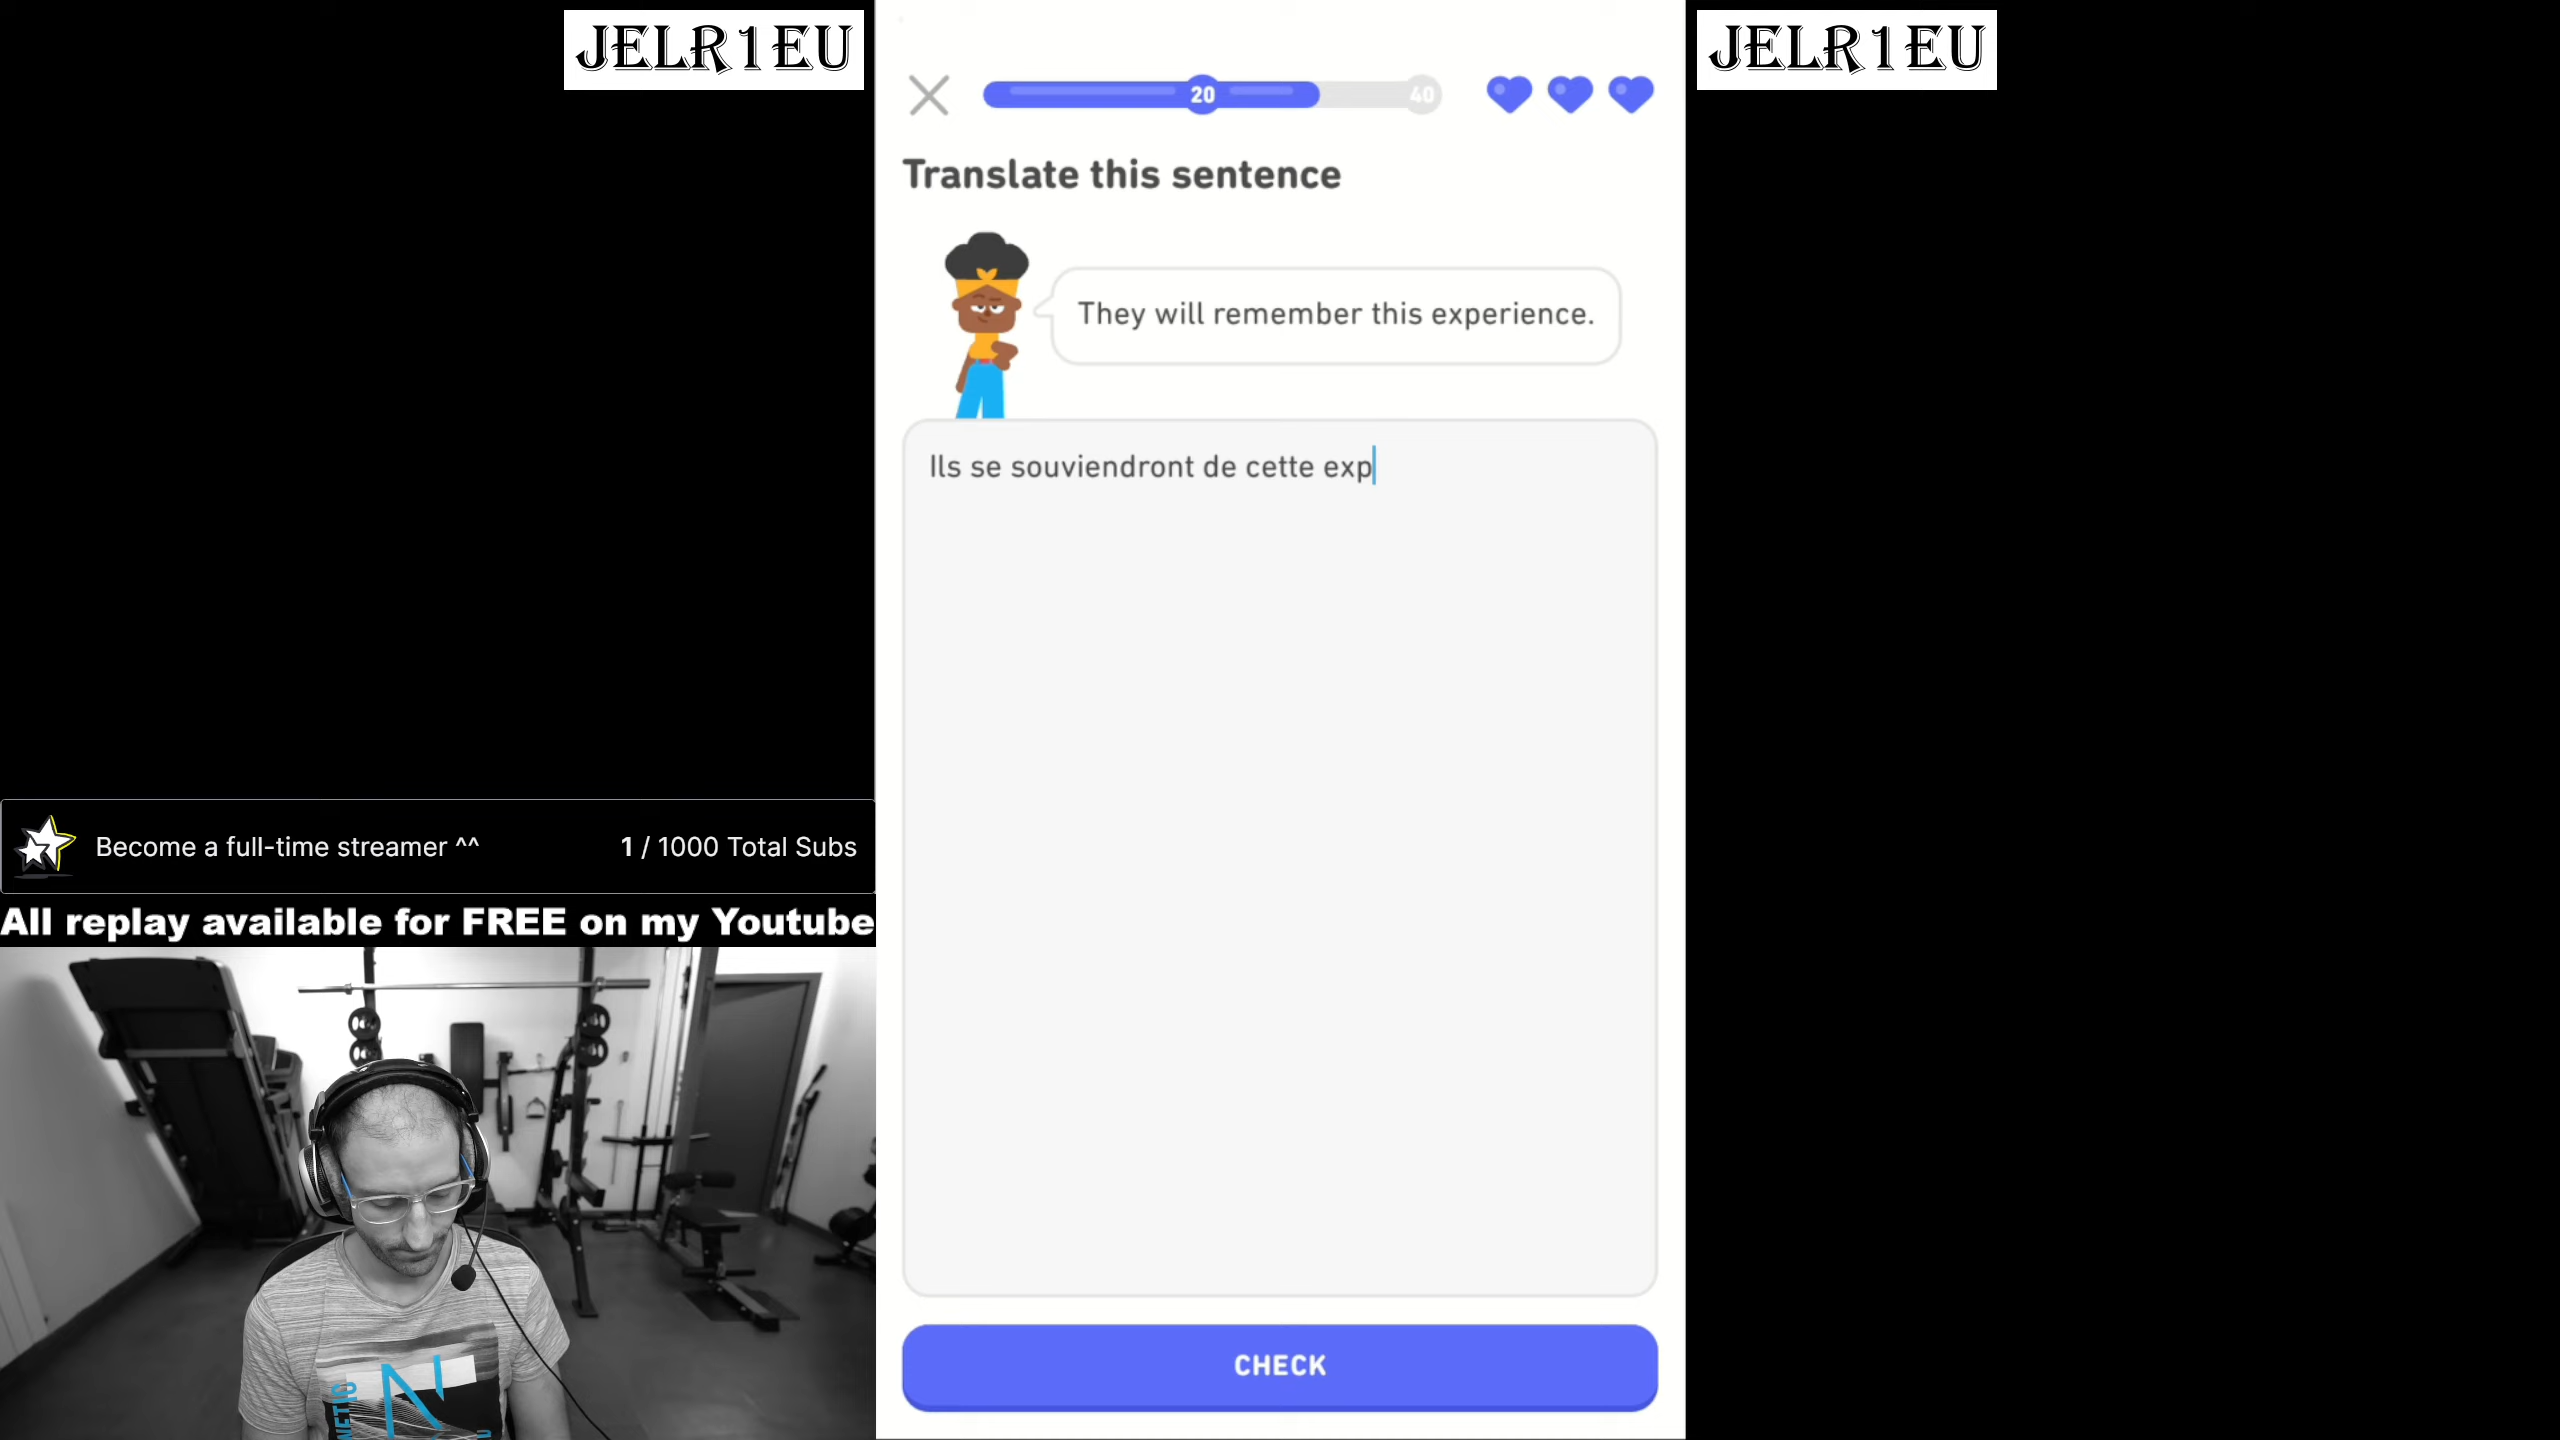 JELR1EU
JELR1EU
20
40
Translate this sentence
They will remember this experience.
Ils se souviendront de cette exp
Become a full-time streamer ^^
1 / 1000 Total Subs
All replay available for FREE on my Youtube
N
CHECK